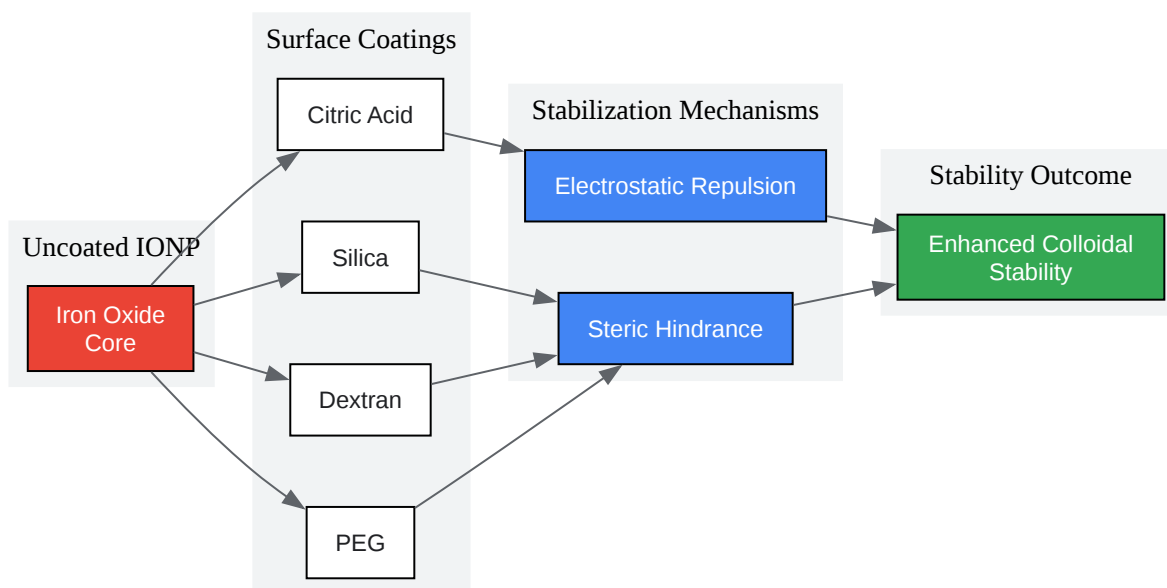 Uncoated IONP
Iron Oxide
Core
Surface Coatings
Citric Acid
Silica
Dextran
PEG
Stabilization Mechanisms
Electrostatic Repulsion
Steric Hindrance
Stability Outcome
Enhanced Colloidal
Stability